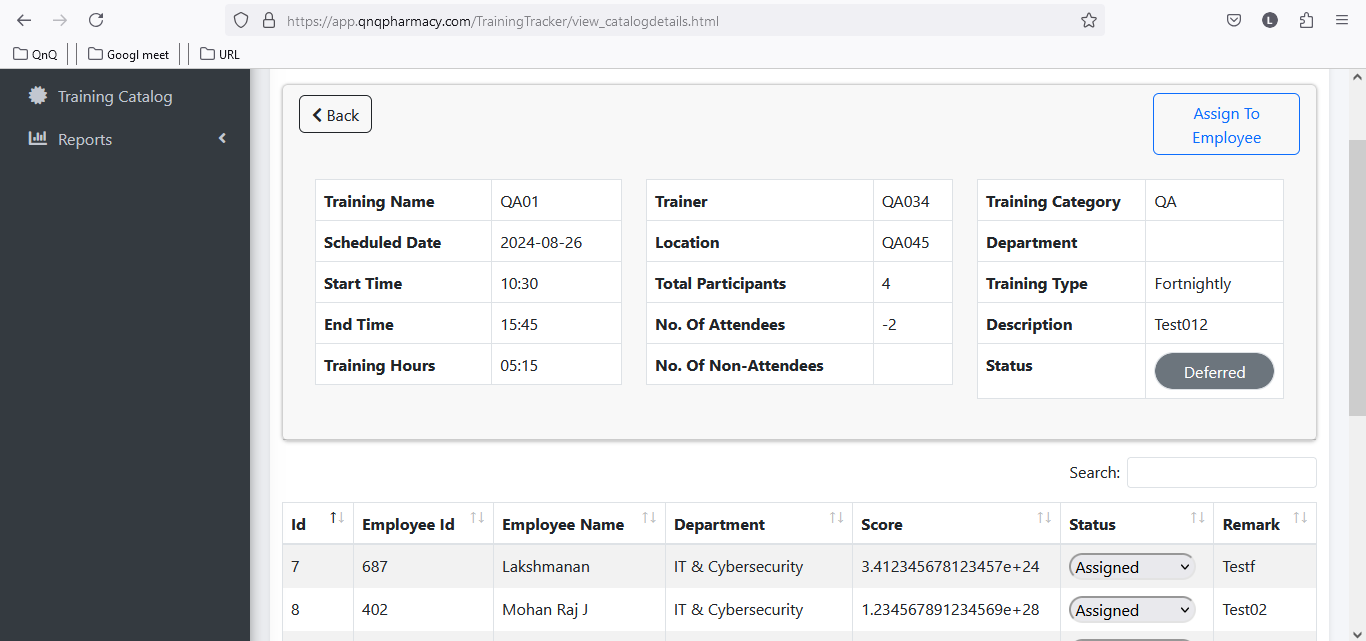 https://app.qnqpharmacy.com/TrainingTracker/view_catalogdetails.html
L
QnQ
Googl meet
URL
Training Catalog
Reports
Back
Assign To
Employee
Training Name QA01
Scheduled Date 2024-08-26
Start Time 10:30
End Time 15:45
Training Hours 05:15
Trainer QA034
Location QA045
Total Participants 4
No. Of Attendees -2
No. Of Non-Attendees
Training Category QA
Department
Training Type Fortnightly
Description Test012
Status Deferred
Search:
Id Employee Id Employee Name Department Score Status Remark
7 687 Lakshmanan IT & Cybersecurity 3.412345678123457e+24 Assigned Testf
8 402 Mohan Raj J IT & Cybersecurity 1.234567891234569e+28 Assigned Test02